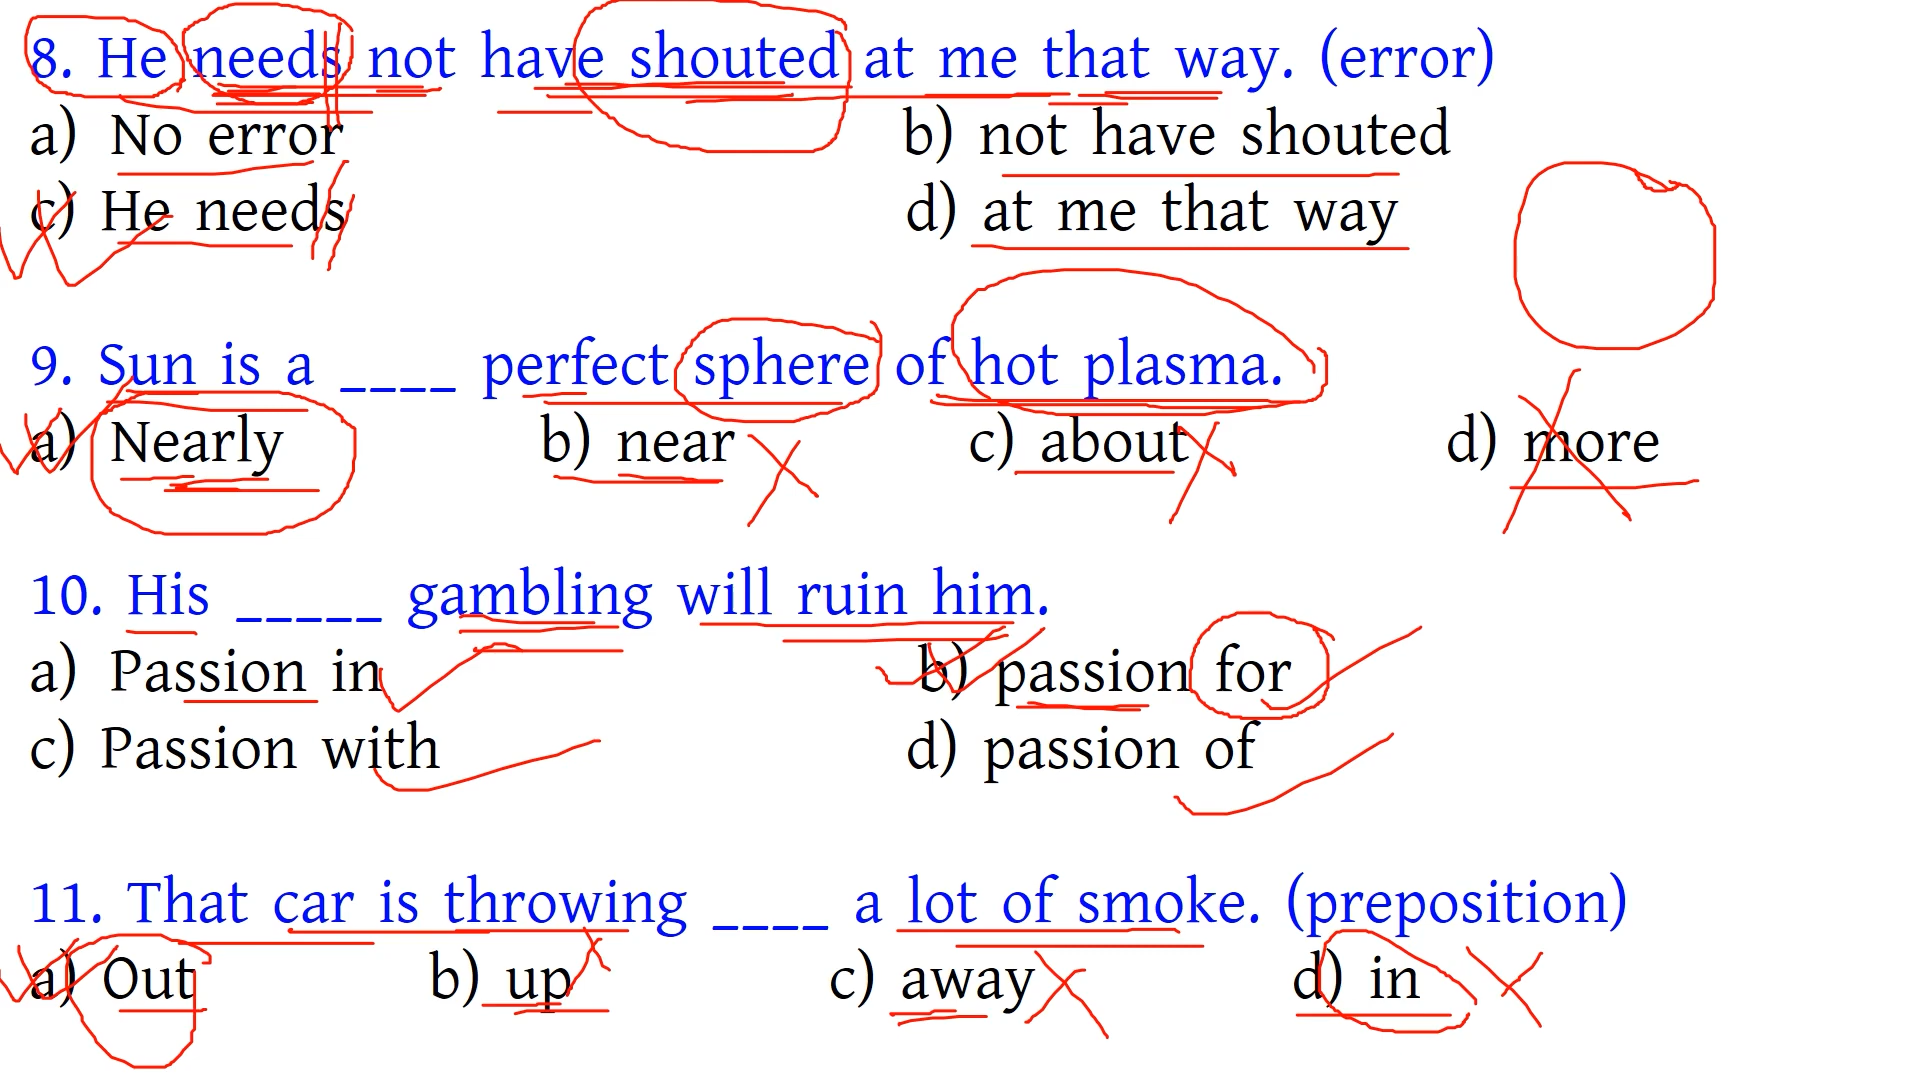 8. He needs not have shouted at me that way. (error)
a) No error b) not have shouted
c) He needs d) at me that way
9. Sun is a ____ perfect sphere of hot plasma.
a) Nearly b) near c) about d) more
10. His _____ gambling will ruin him.
a) Passion in b) passion for
c) Passion with d) passion of
11. That car is throwing ____ a lot of smoke. (preposition)
a) Out b) up c) away d) in